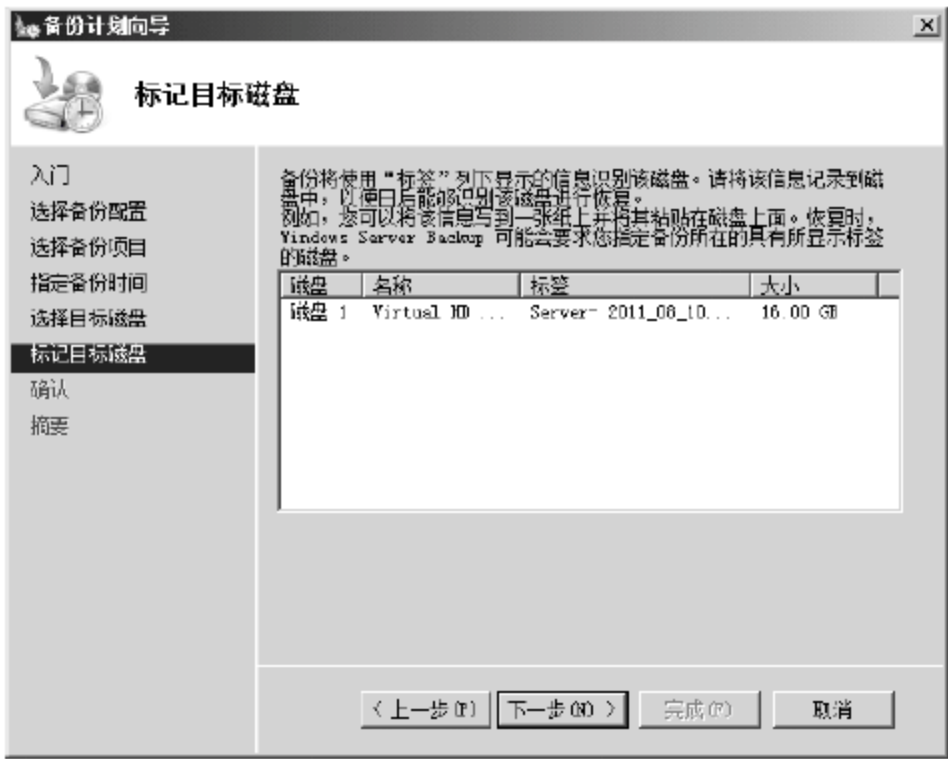 备份计划向导
标记目标磁盘
入门
选择备份配置
选择备份项目
指定备份时间
选择目标磁盘
标记目标磁盘
确认
摘要
备份将使用“标签”列下显示的信息识别该磁盘。请将该信息记录到磁
盘中，以便日后能够识别该磁盘进行恢复。
例如，您可以将该信息写到一张纸上并将其粘贴在磁盘上面。恢复时，
Windows Server Backup 可能会要求您指定备份所在的具有所显示标签
的磁盘。
磁盘 名称 标签 大小
磁盘 1 Virtual HD ... Server- 2011_08_10... 16.00 GB
< 上一步(P) 下一步(N) > 完成(F) 取消